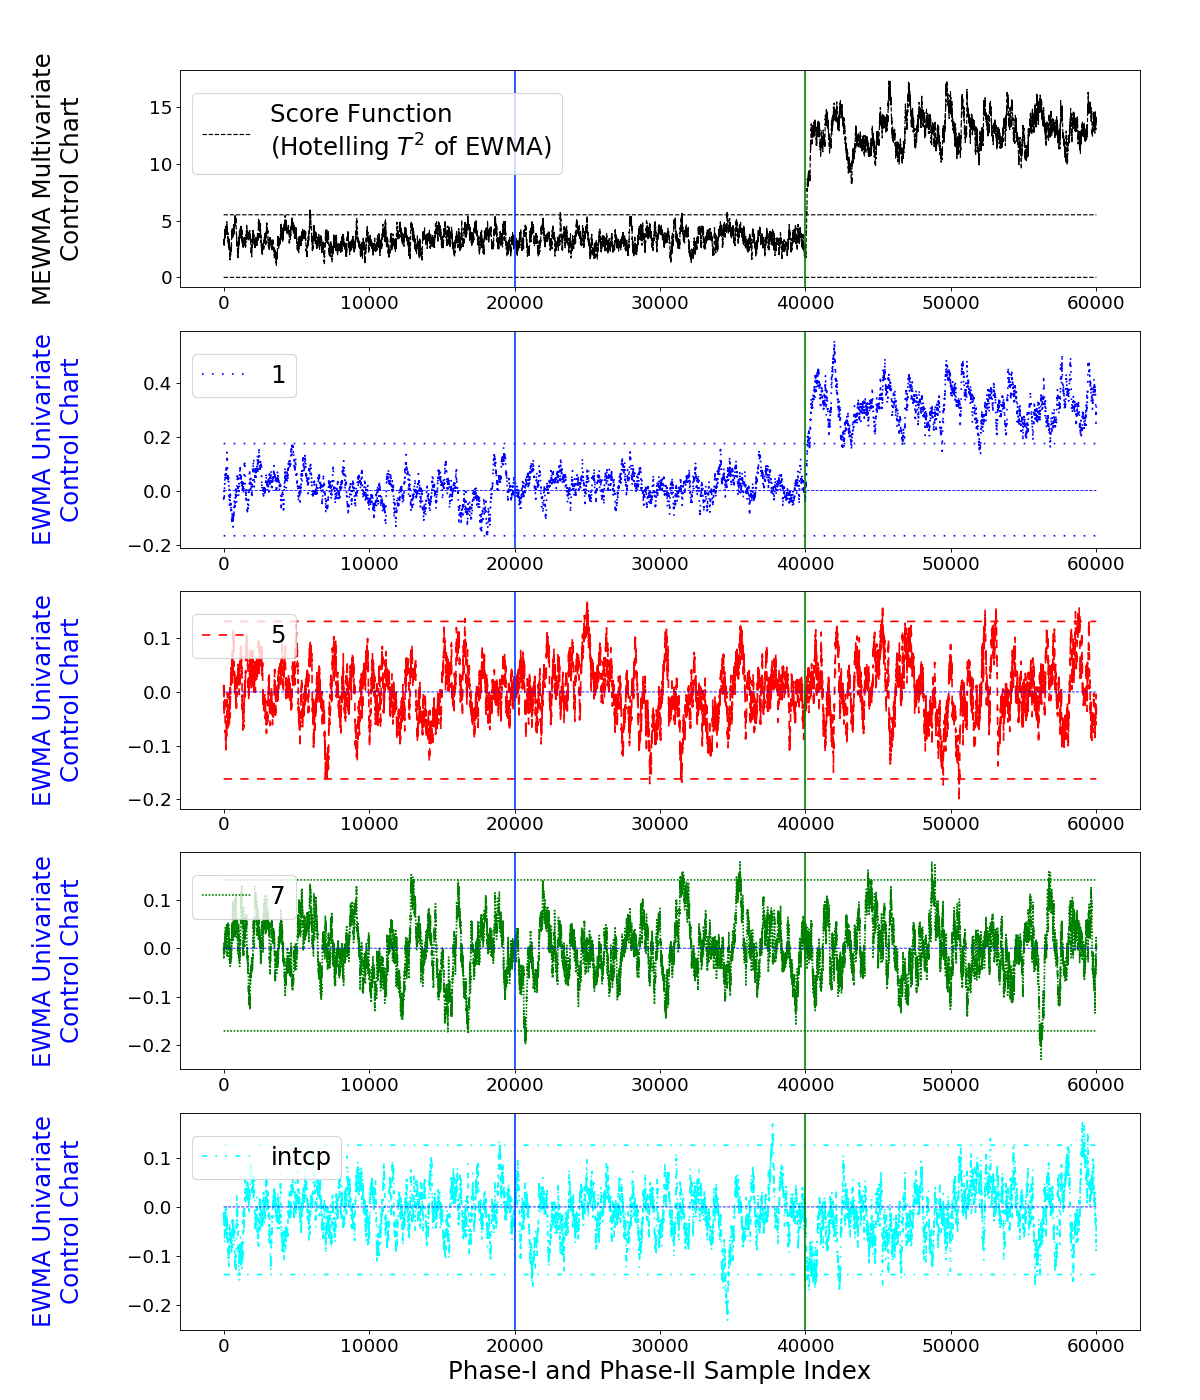 MEWMA Multivariate
Control Chart
15
10
5
0
Score Function
(Hotelling T² of EWMA)
0 10000 20000 30000 40000 50000 60000
EWMA Univariate
Control Chart
0.4
0.2
0.0
−0.2
1
0 10000 20000 30000 40000 50000 60000
EWMA Univariate
Control Chart
0.1
0.0
−0.1
−0.2
5
0 10000 20000 30000 40000 50000 60000
EWMA Univariate
Control Chart
0.1
0.0
−0.1
−0.2
7
0 10000 20000 30000 40000 50000 60000
EWMA Univariate
Control Chart
0.1
0.0
−0.1
−0.2
intcp
0 10000 20000 30000 40000 50000 60000
Phase-I and Phase-II Sample Index